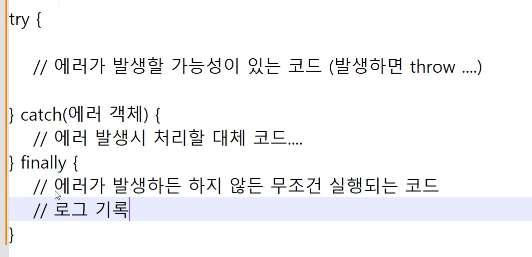 try {
// 에러가 발생할 가능성이 있는 코드 (발생하면 throw ....)
} catch(에러 객체) {
// 에러 발생시 처리할 대체 코드....
} finally {
// 에러가 발생하든 하지 않든 무조건 실행되는 코드
// 로그 기록
}